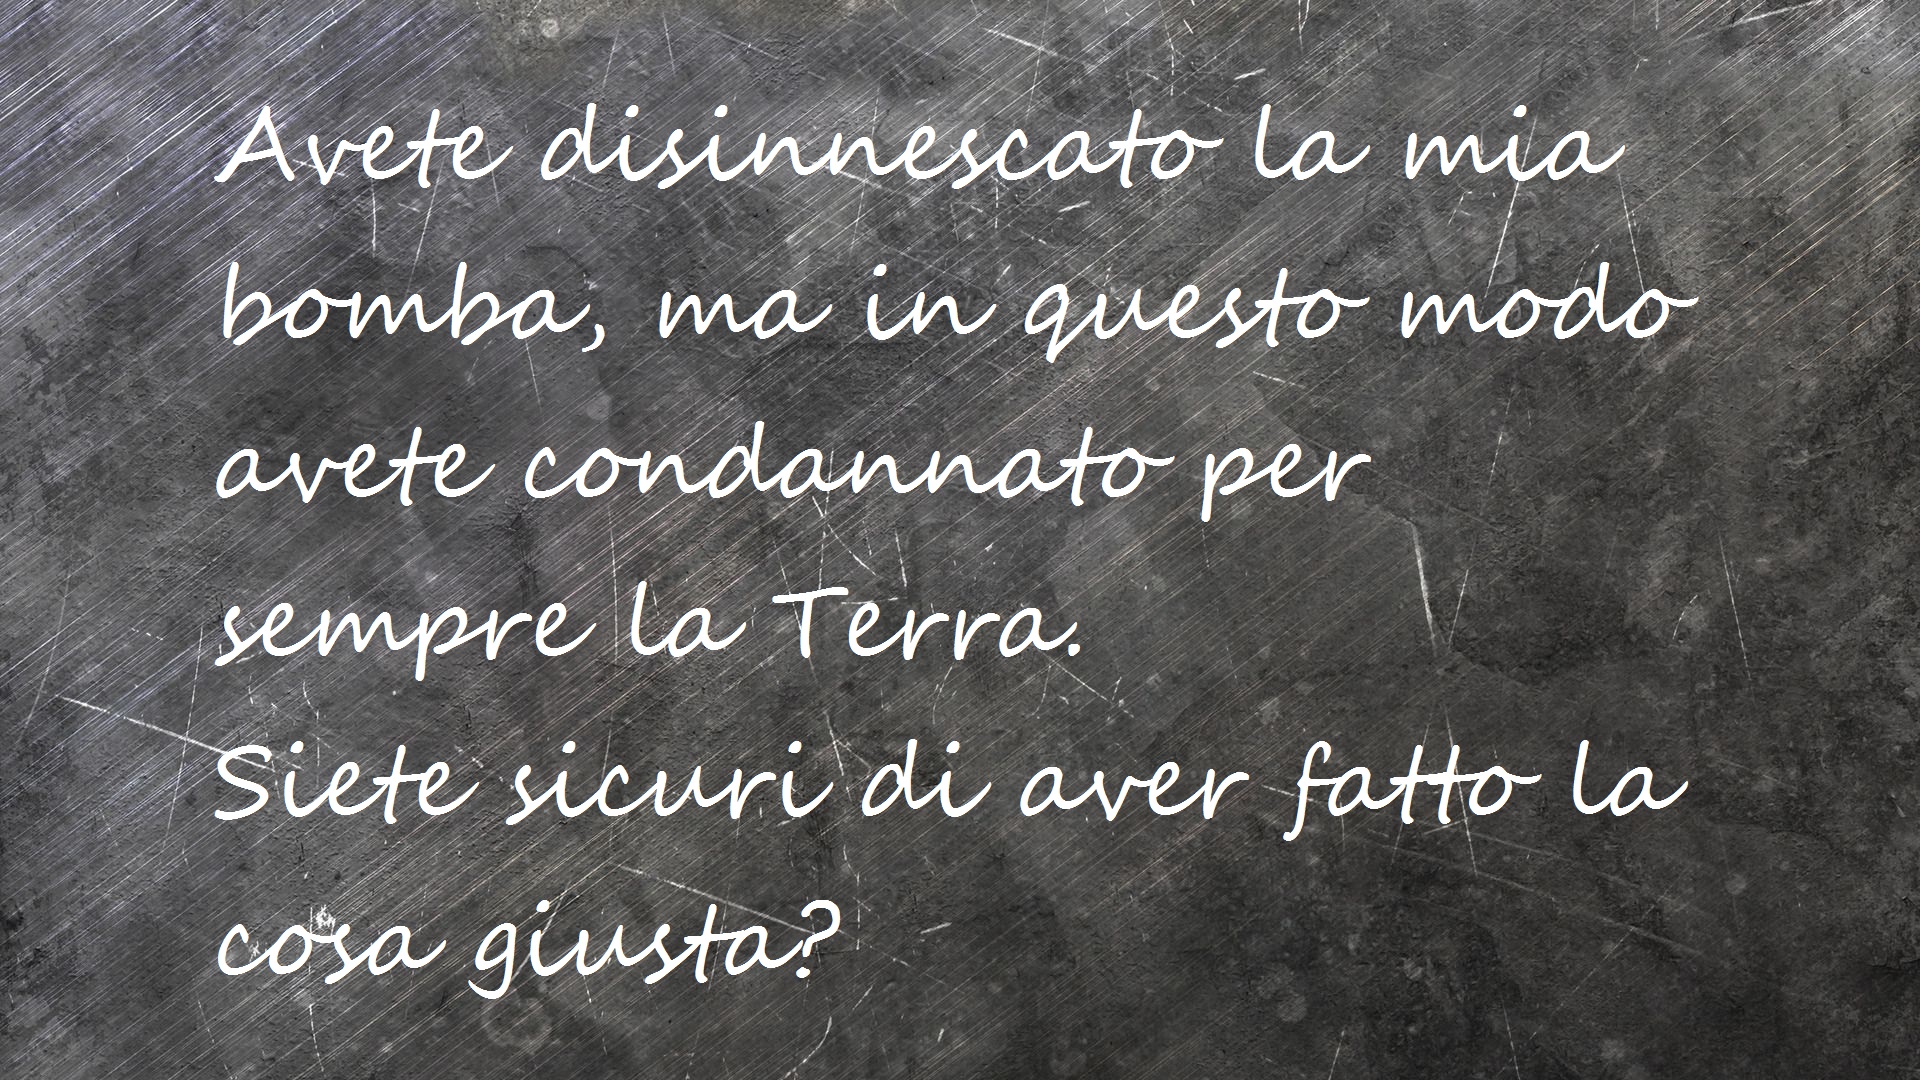 Avete disinnescato la mia
bomba, ma in questo modo
avete condannato per
sempre la Terra.
Siete sicuri di aver fatto la
cosa giusta?